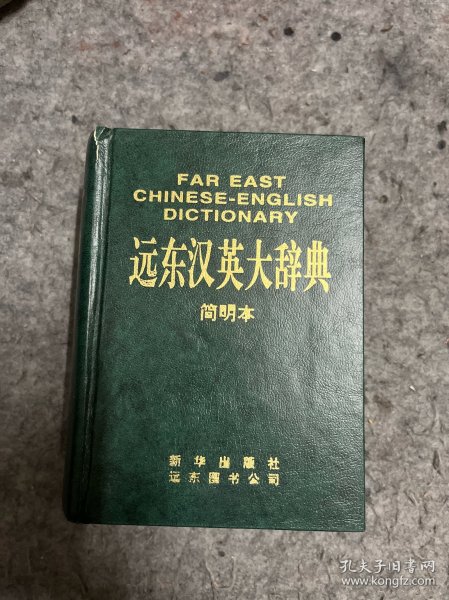 FAR EAST
CHINESE-ENGLISH
DICTIONARY
远东汉英大辞典
简明本
新华出版社
远东图书公司
孔夫子旧书网
www.kongfz.com